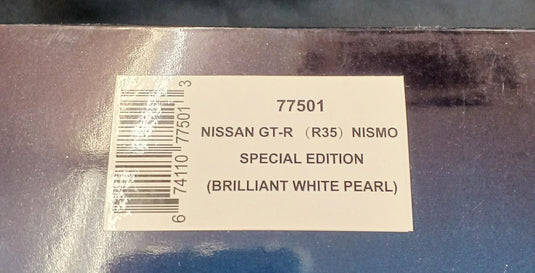 77501
NISSAN GT-R （R35）NISMO
SPECIAL EDITION
(BRILLIANT WHITE PEARL)
6 74110 77501 3